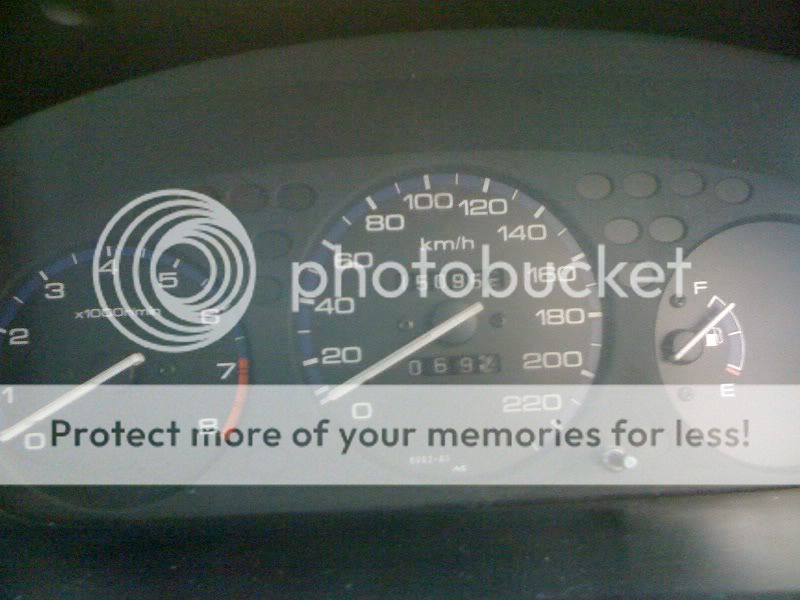 photobucket
Protect more of your memories for less!
0 1 2 3 4 5 6 7 8
x1000r/min
0 20 40 60 80 100 120 140 160 180 200 220
km/h
F
E